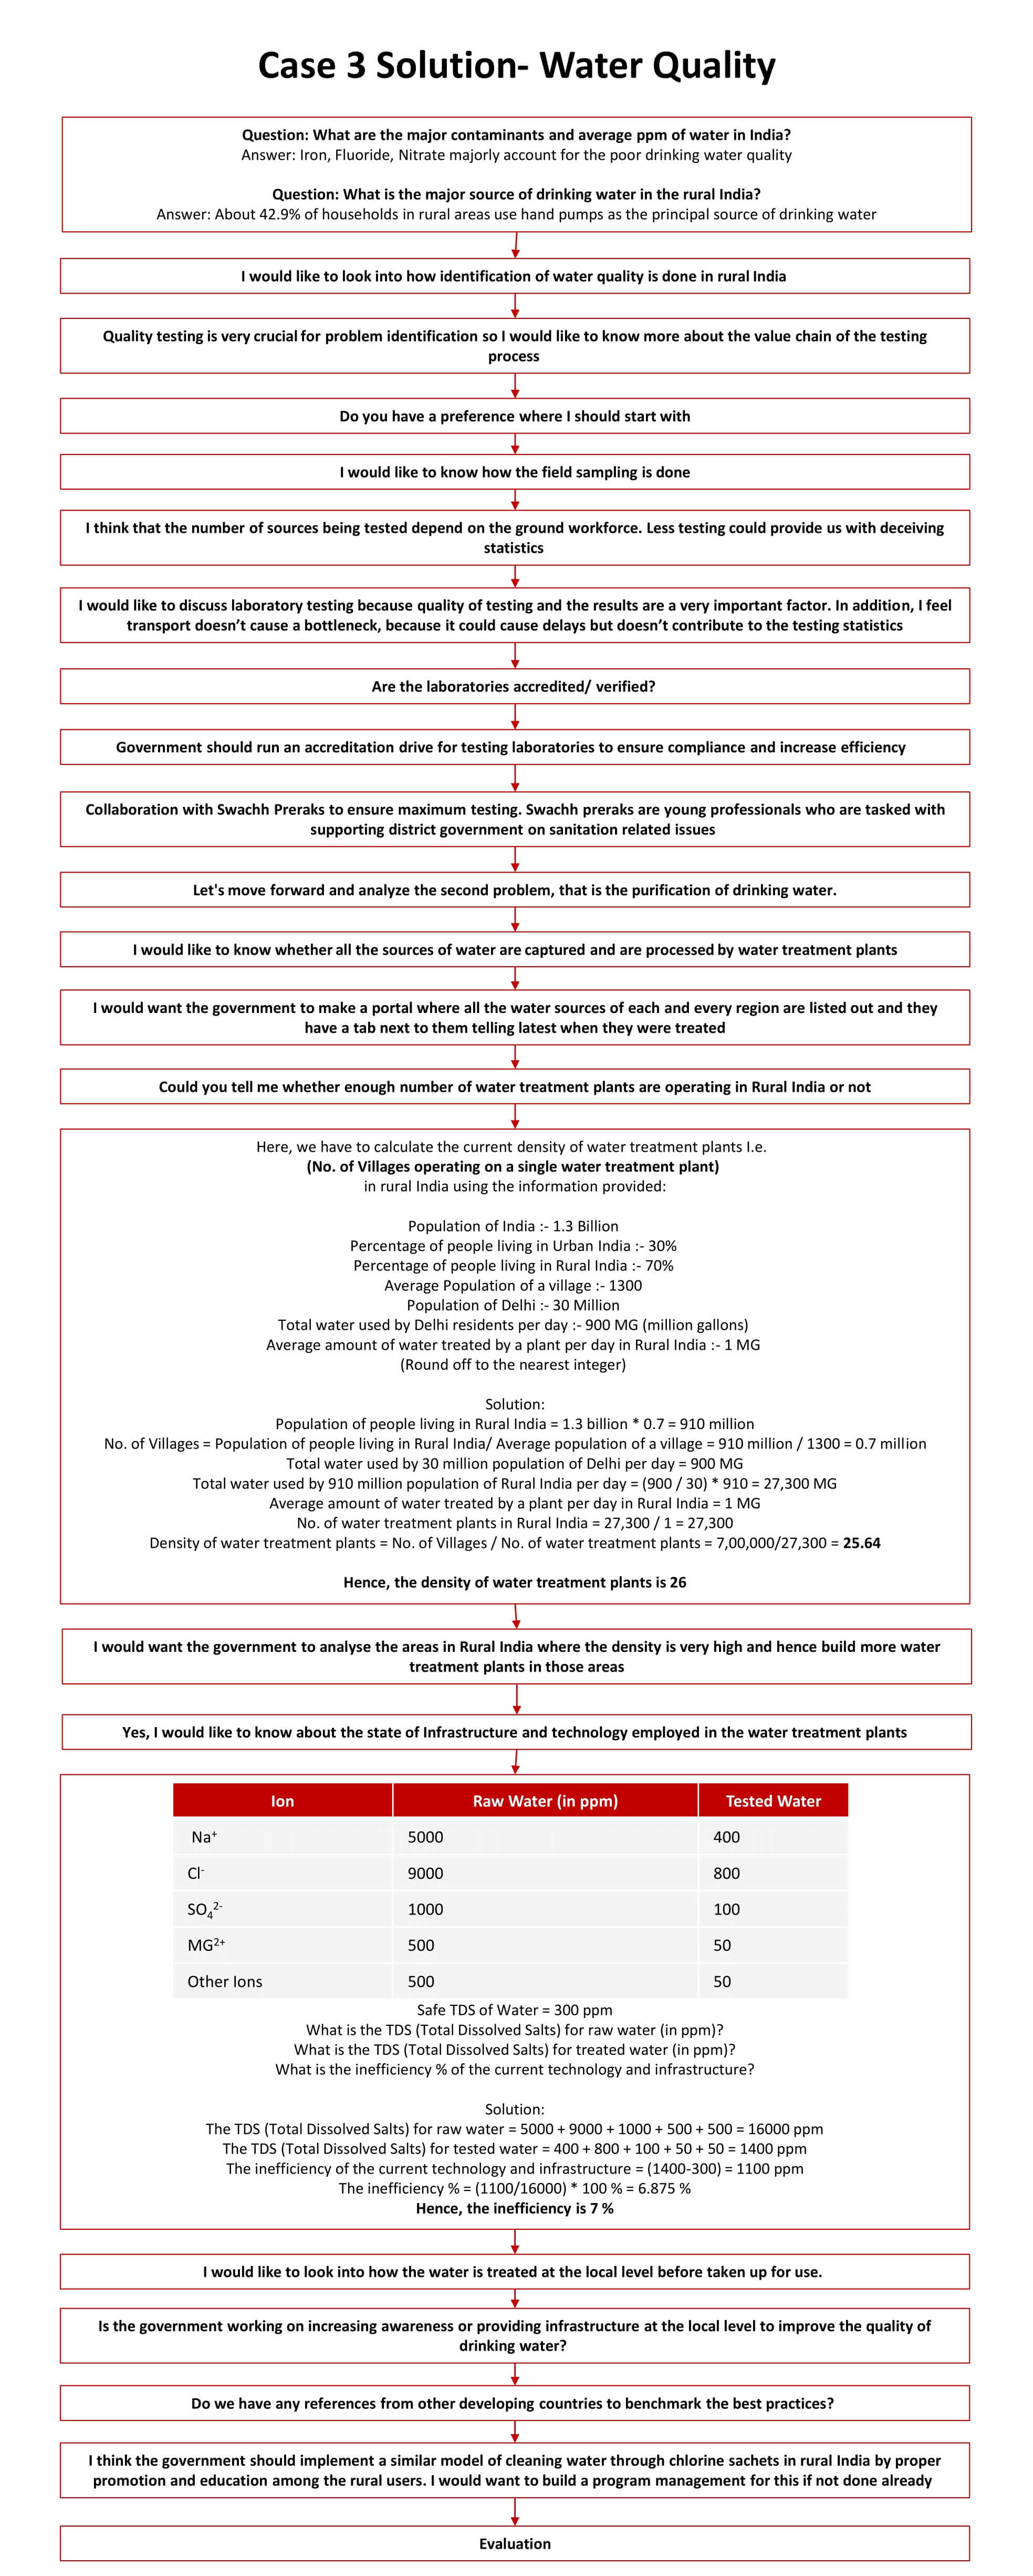 Case 3 Solution- Water Quality
Question: What are the major contaminants and average ppm of water in India?
Answer: Iron, Fluoride, Nitrate majorly account for the poor drinking water quality
Question: What is the major source of drinking water in the rural India?
Answer: About 42.9% of households in rural areas use hand pumps as the principal source of drinking water
I would like to look into how identification of water quality is done in rural India
Quality testing is very crucial for problem identification so I would like to know more about the value chain of the testing
process
Do you have a preference where I should start with
I would like to know how the field sampling is done
I think that the number of sources being tested depend on the ground workforce. Less testing could provide us with deceiving
statistics
I would like to discuss laboratory testing because quality of testing and the results are a very important factor. In addition, I feel
transport doesn’t cause a bottleneck, because it could cause delays but doesn’t contribute to the testing statistics
Are the laboratories accredited/ verified?
Government should run an accreditation drive for testing laboratories to ensure compliance and increase efficiency
Collaboration with Swachh Preraks to ensure maximum testing. Swachh preraks are young professionals who are tasked with
supporting district government on sanitation related issues
Let's move forward and analyze the second problem, that is the purification of drinking water.
I would like to know whether all the sources of water are captured and are processed by water treatment plants
I would want the government to make a portal where all the water sources of each and every region are listed out and they
have a tab next to them telling latest when they were treated
Could you tell me whether enough number of water treatment plants are operating in Rural India or not
Here, we have to calculate the current density of water treatment plants I.e.
(No. of Villages operating on a single water treatment plant)
in rural India using the information provided:
Population of India :- 1.3 Billion
Percentage of people living in Urban India :- 30%
Percentage of people living in Rural India :- 70%
Average Population of a village :- 1300
Population of Delhi :- 30 Million
Total water used by Delhi residents per day :- 900 MG (million gallons)
Average amount of water treated by a plant per day in Rural India :- 1 MG
(Round off to the nearest integer)
Solution:
Population of people living in Rural India = 1.3 billion * 0.7 = 910 million
No. of Villages = Population of people living in Rural India/ Average population of a village = 910 million / 1300 = 0.7 million
Total water used by 30 million population of Delhi per day = 900 MG
Total water used by 910 million population of Rural India per day = (900 / 30) * 910 = 27,300 MG
Average amount of water treated by a plant per day in Rural India = 1 MG
No. of water treatment plants in Rural India = 27,300 / 1 = 27,300
Density of water treatment plants = No. of Villages / No. of water treatment plants = 7,00,000/27,300 = 25.64
Hence, the density of water treatment plants is 26
I would want the government to analyse the areas in Rural India where the density is very high and hence build more water
treatment plants in those areas
Yes, I would like to know about the state of Infrastructure and technology employed in the water treatment plants
Ion Raw Water (in ppm) Tested Water
Na⁺ 5000 400
Cl⁻ 9000 800
SO₄²⁻ 1000 100
MG²⁺ 500 50
Other Ions 500 50
Safe TDS of Water = 300 ppm
What is the TDS (Total Dissolved Salts) for raw water (in ppm)?
What is the TDS (Total Dissolved Salts) for treated water (in ppm)?
What is the inefficiency % of the current technology and infrastructure?
Solution:
The TDS (Total Dissolved Salts) for raw water = 5000 + 9000 + 1000 + 500 + 500 = 16000 ppm
The TDS (Total Dissolved Salts) for tested water = 400 + 800 + 100 + 50 + 50 = 1400 ppm
The inefficiency of the current technology and infrastructure = (1400-300) = 1100 ppm
The inefficiency % = (1100/16000) * 100 % = 6.875 %
Hence, the inefficiency is 7 %
I would like to look into how the water is treated at the local level before taken up for use.
Is the government working on increasing awareness or providing infrastructure at the local level to improve the quality of
drinking water?
Do we have any references from other developing countries to benchmark the best practices?
I think the government should implement a similar model of cleaning water through chlorine sachets in rural India by proper
promotion and education among the rural users. I would want to build a program management for this if not done already
Evaluation